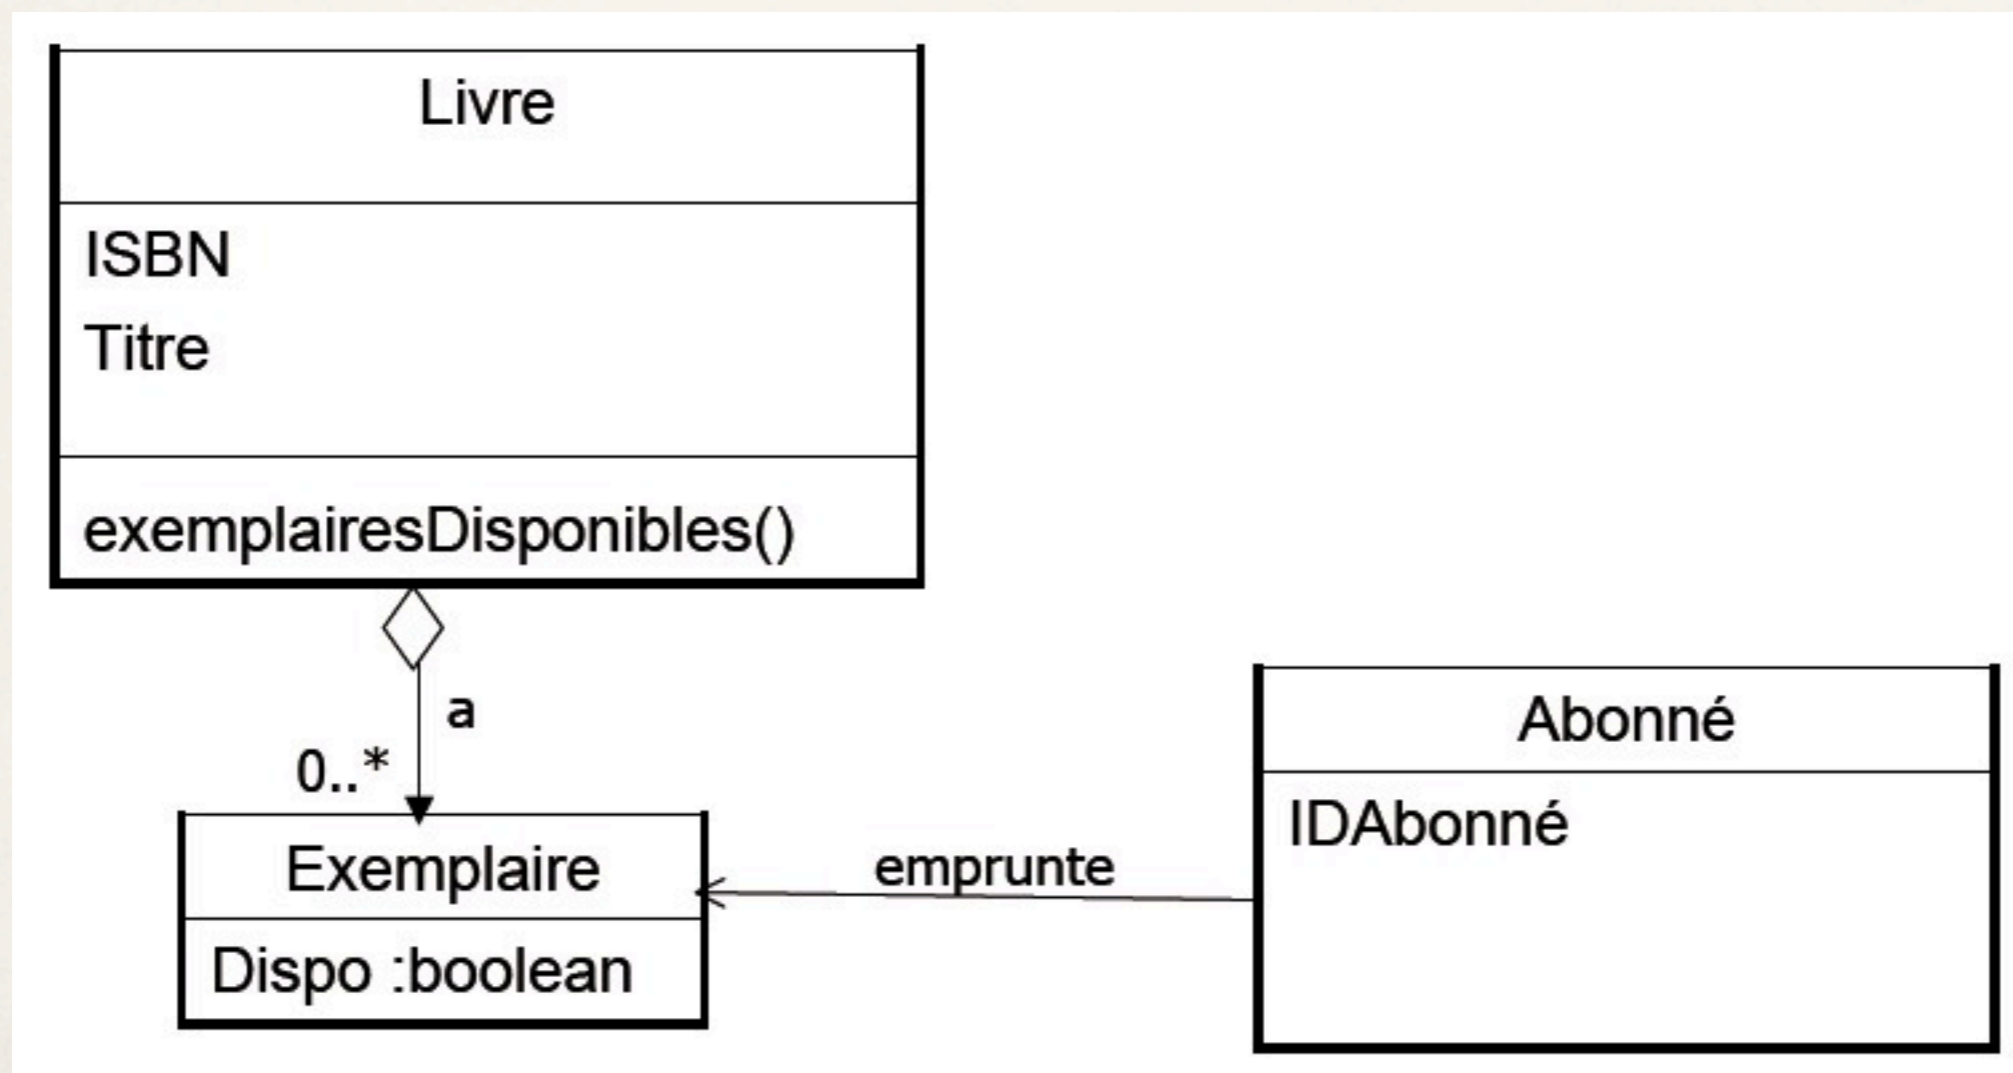 Livre
ISBN
Titre
exemplairesDisponibles()
a
0..*
Exemplaire
Dispo :boolean
emprunte
Abonné
IDAbonné